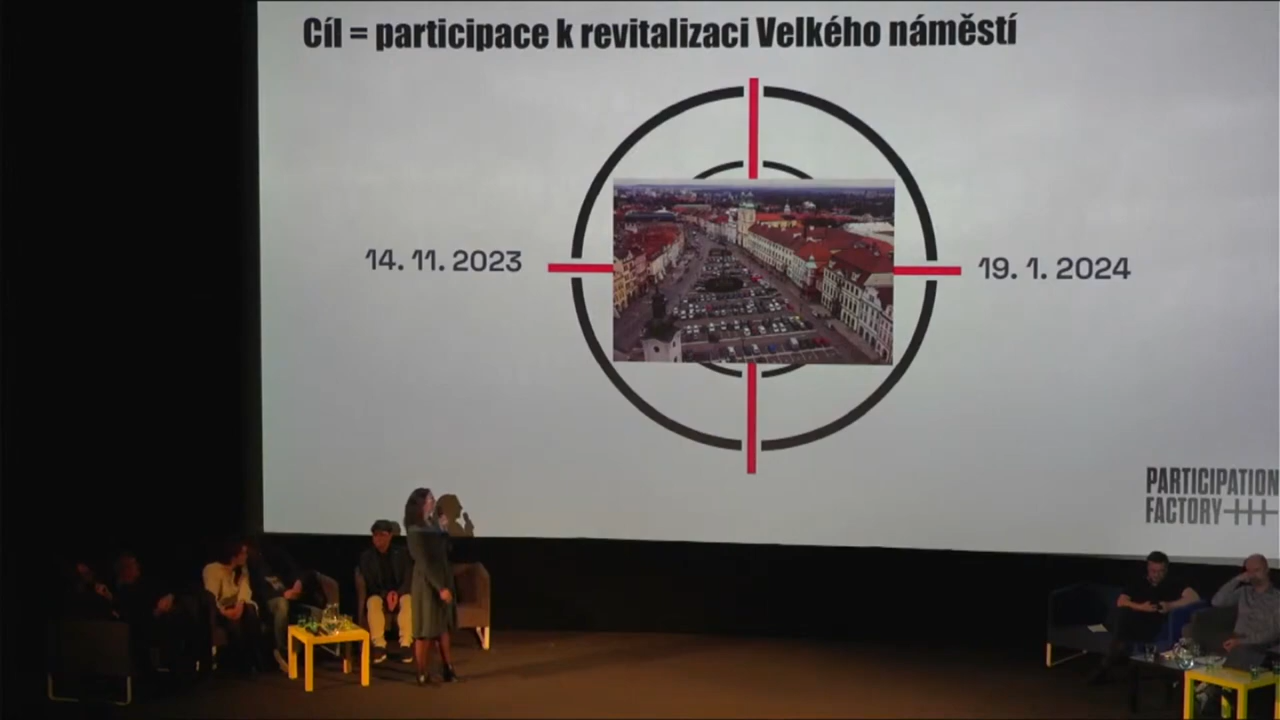 Cíl = participace k revitalizaci Velkého náměstí
14. 11. 2023
19. 1. 2024
PARTICIPATION
FACTORY